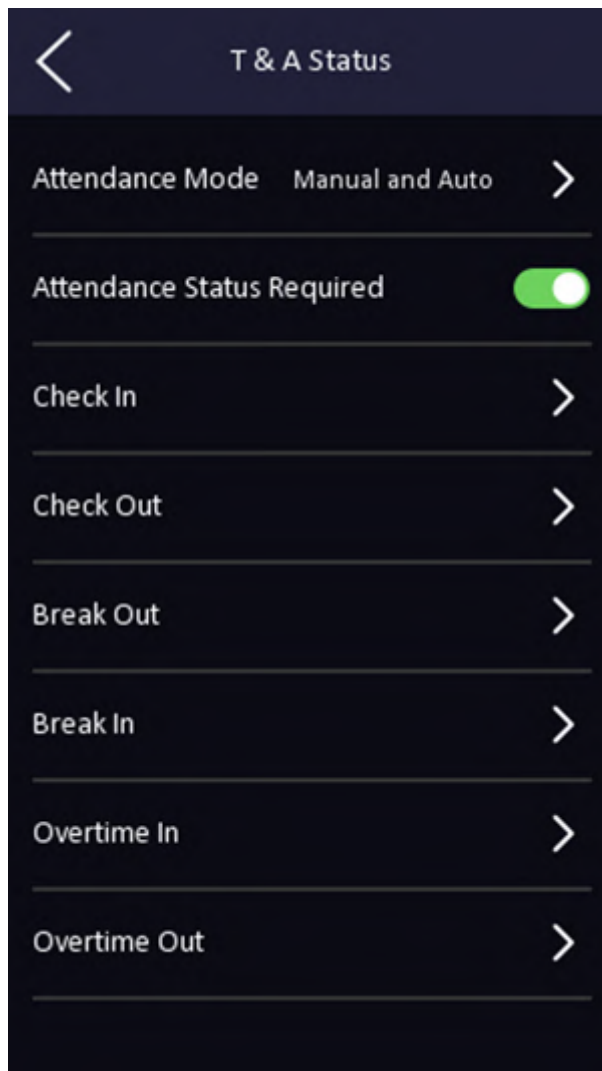 T & A Status
Attendance Mode Manual and Auto
Attendance Status Required
Check In
Check Out
Break Out
Break In
Overtime In
Overtime Out